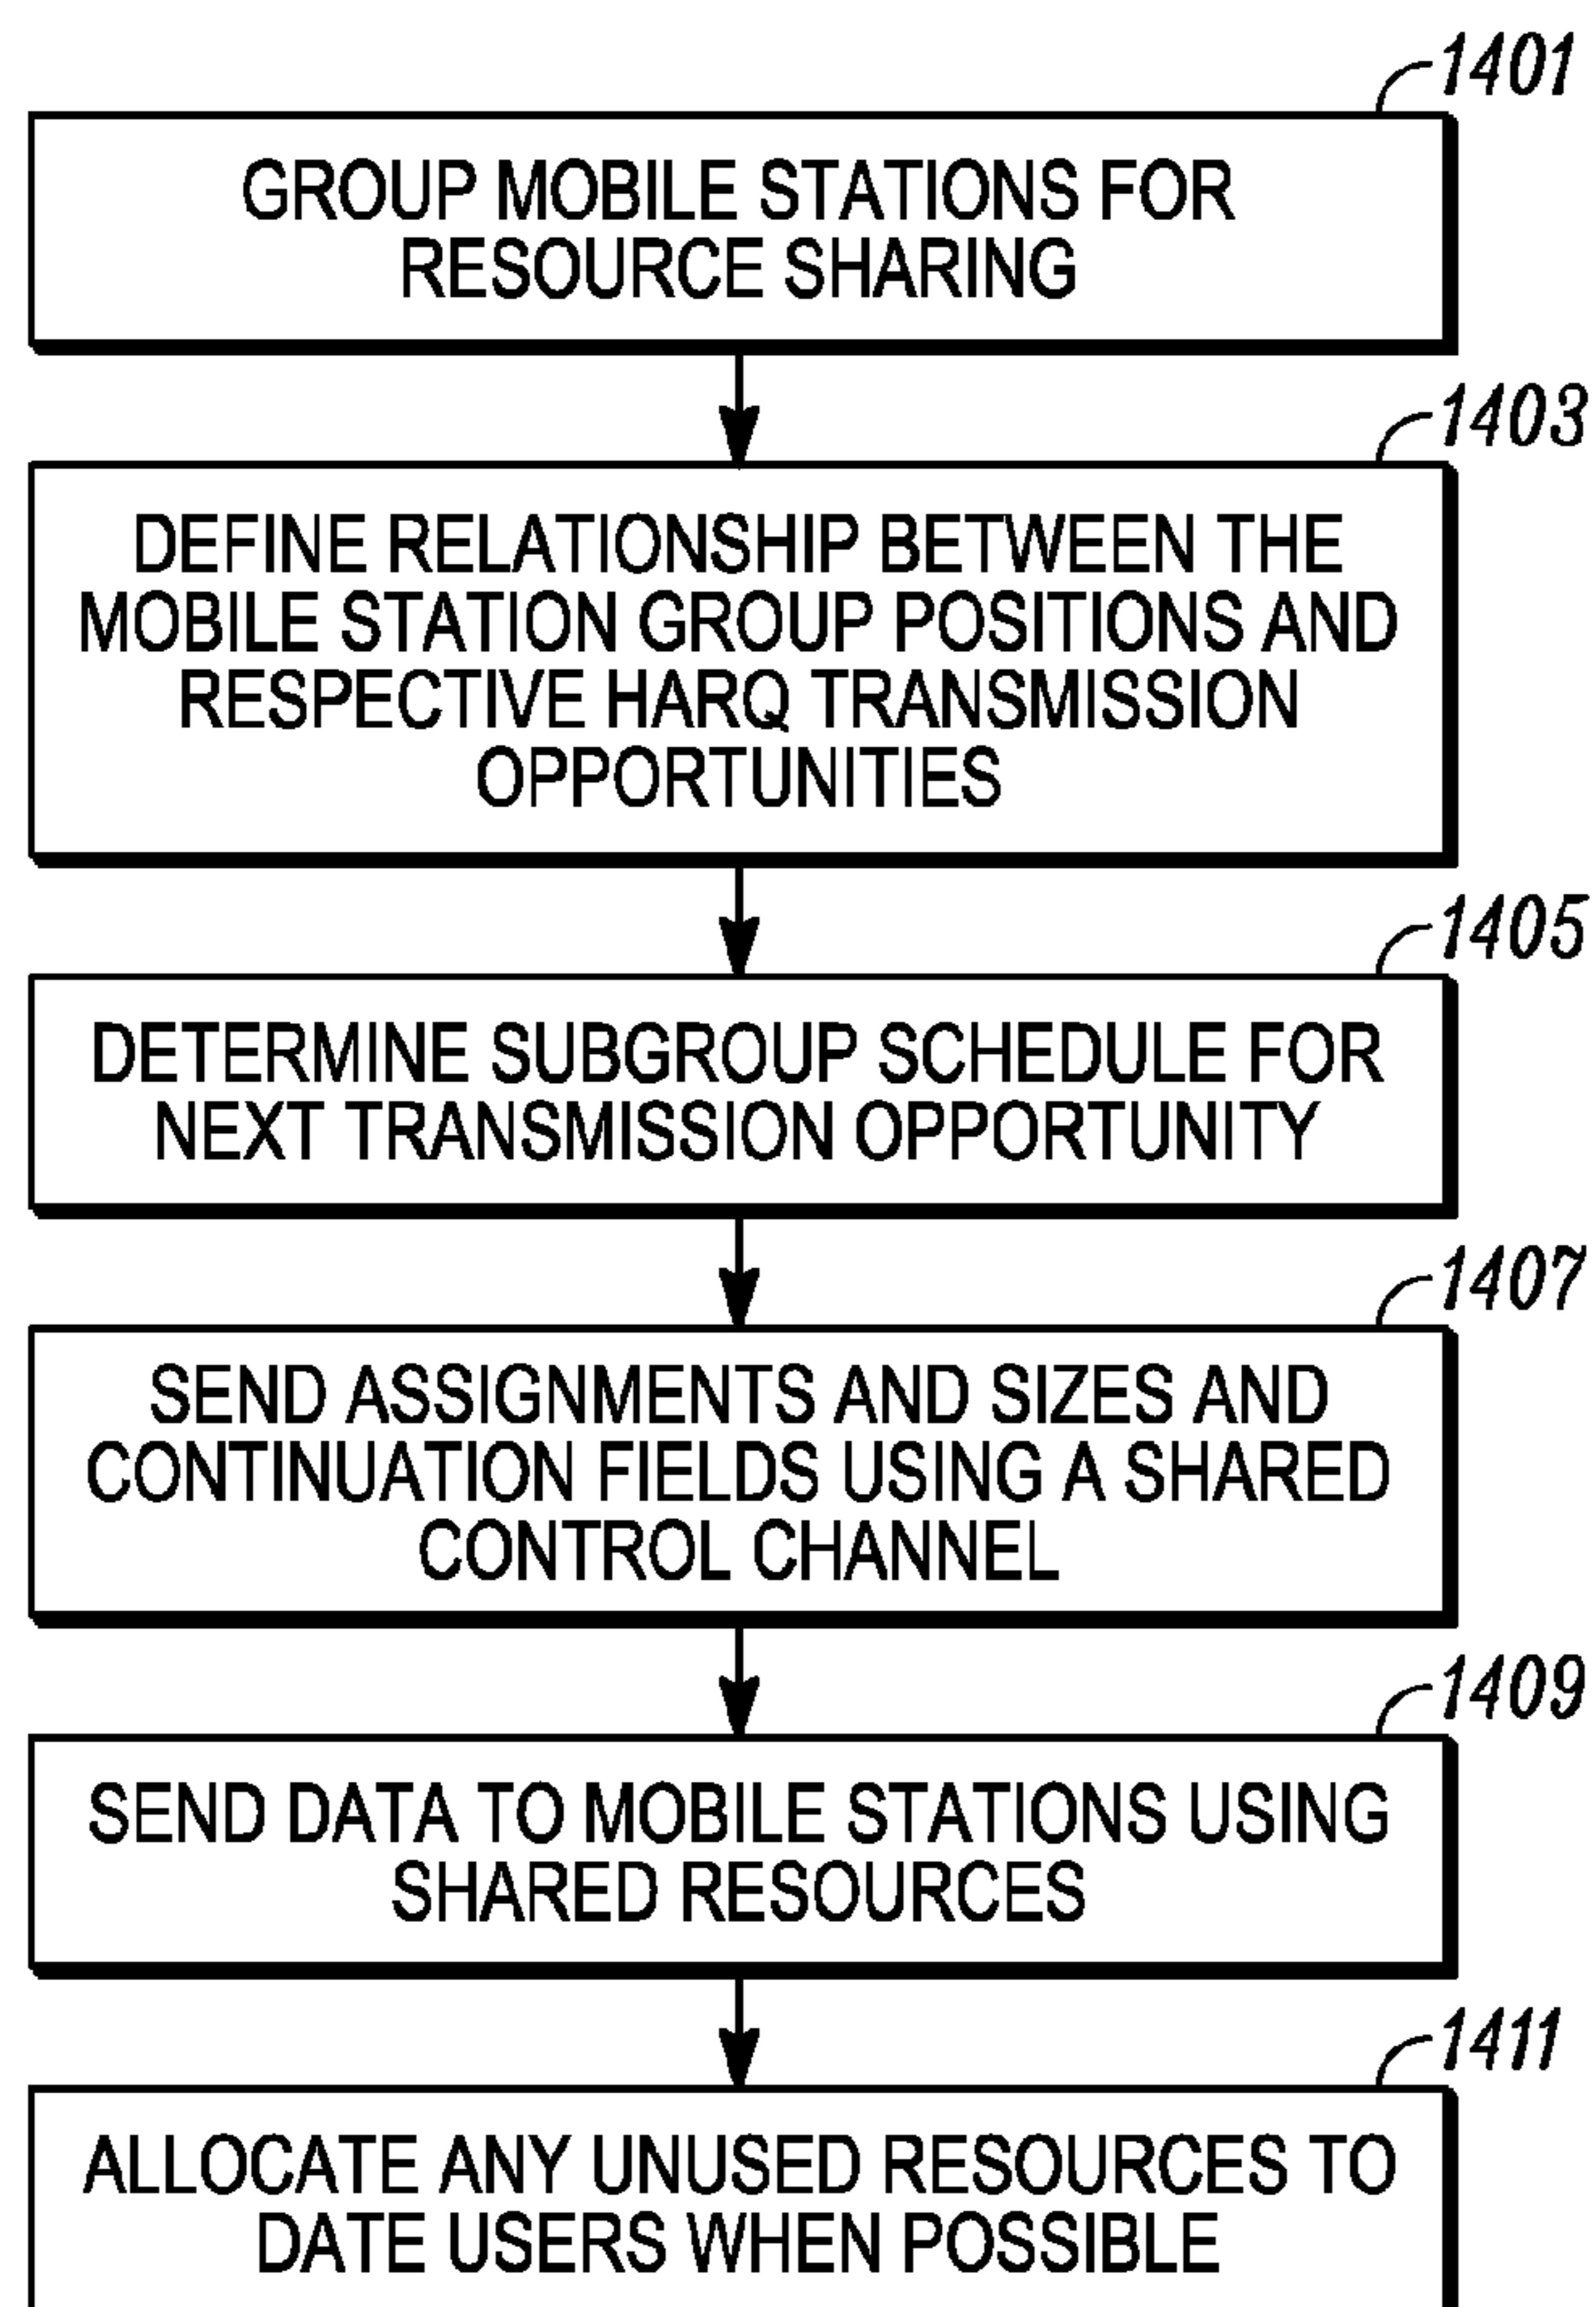 1401
GROUP MOBILE STATIONS FOR
RESOURCE SHARING
1403
DEFINE RELATIONSHIP BETWEEN THE
MOBILE STATION GROUP POSITIONS AND
RESPECTIVE HARQ TRANSMISSION
OPPORTUNITIES
1405
DETERMINE SUBGROUP SCHEDULE FOR
NEXT TRANSMISSION OPPORTUNITY
1407
SEND ASSIGNMENTS AND SIZES AND
CONTINUATION FIELDS USING A SHARED
CONTROL CHANNEL
1409
SEND DATA TO MOBILE STATIONS USING
SHARED RESOURCES
1411
ALLOCATE ANY UNUSED RESOURCES TO
DATE USERS WHEN POSSIBLE